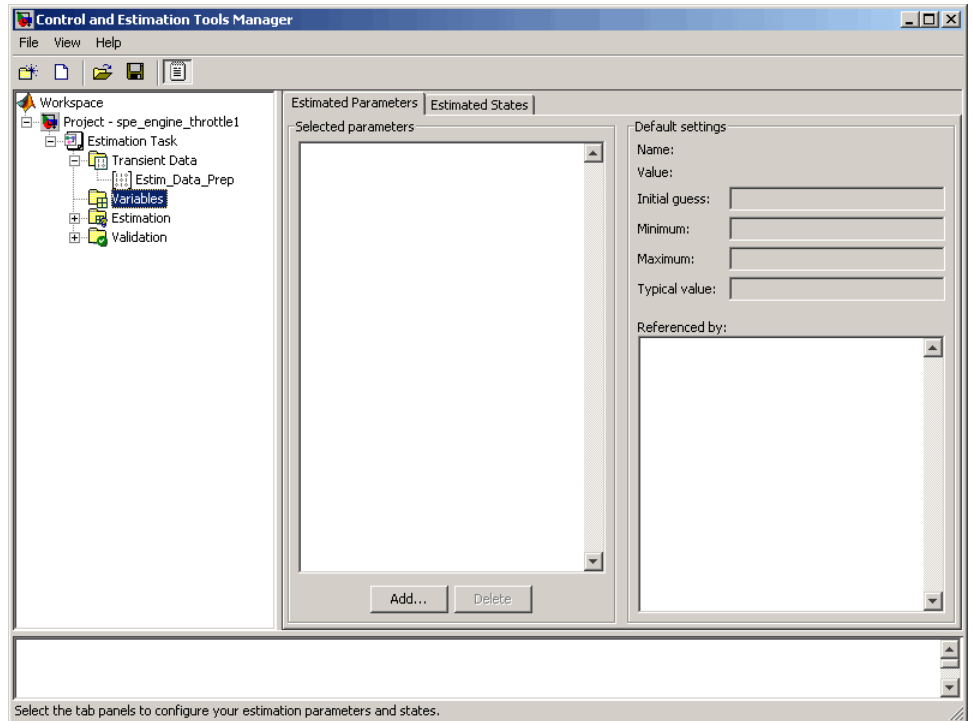 Control and Estimation Tools Manager
File View Help
Workspace
Project - spe_engine_throttle1
Estimation Task
Transient Data
Estim_Data_Prep
Variables
Estimation
Validation
Estimated Parameters Estimated States
Selected parameters
Add... Delete
Default settings
Name:
Value:
Initial guess:
Minimum:
Maximum:
Typical value:
Referenced by:
Select the tab panels to configure your estimation parameters and states.